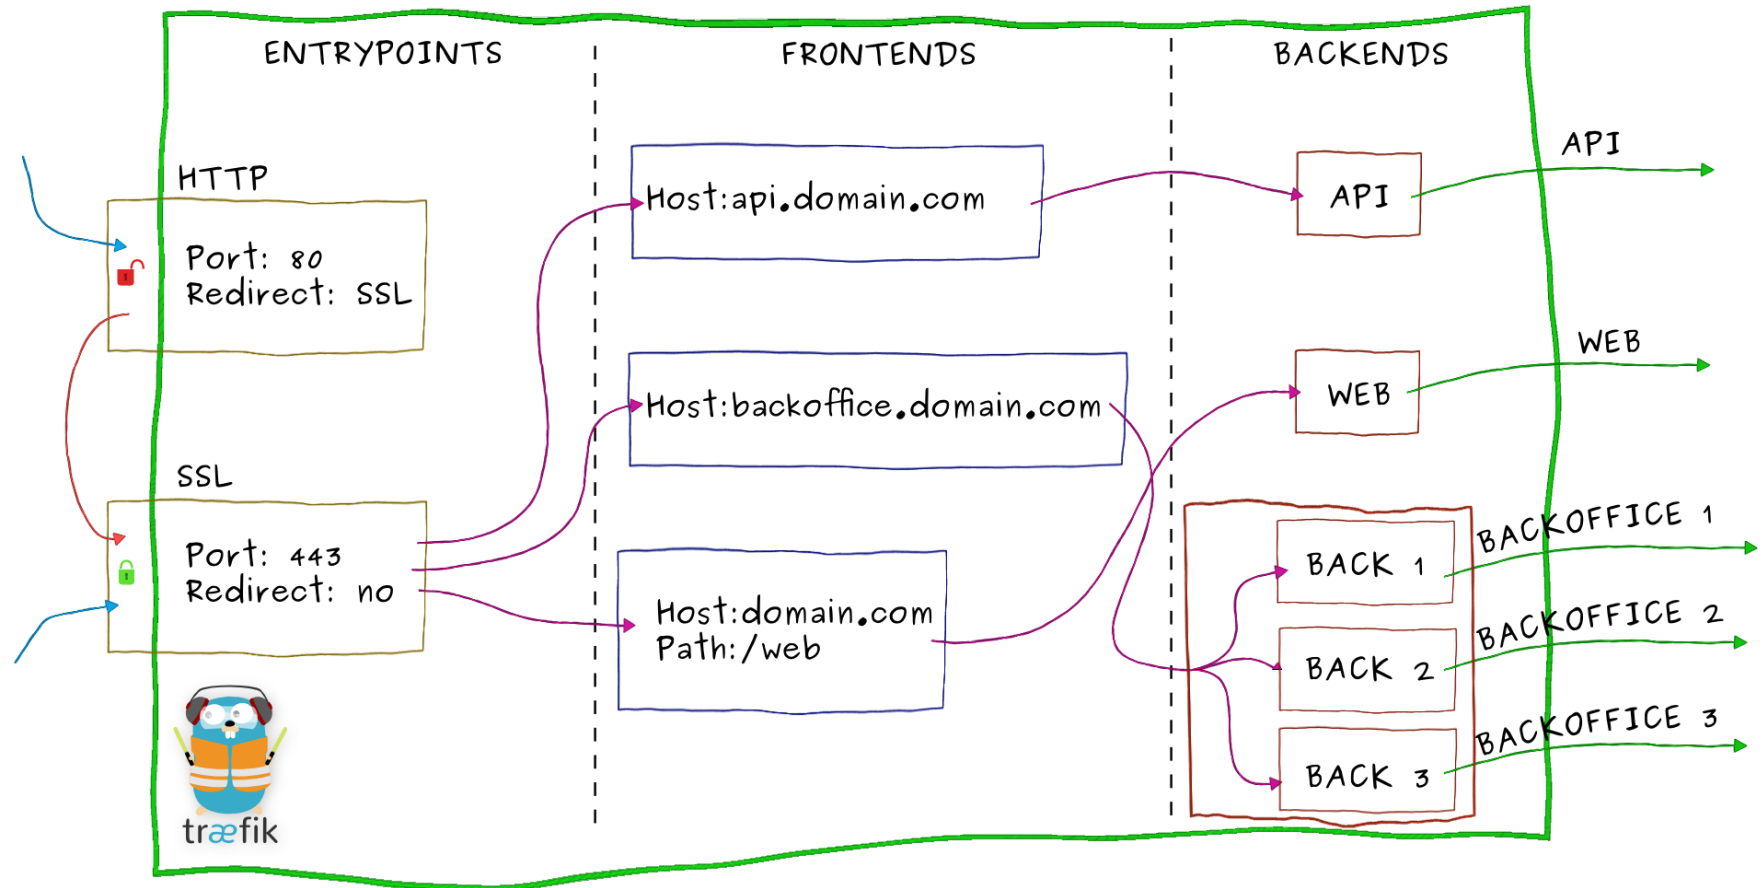 ENTRYPOINTS
FRONTENDS
BACKENDS
HTTP
Port: 80
Redirect: SSL
SSL
Port: 443
Redirect: no
træfik
Host:api.domain.com
Host:backoffice.domain.com
Host:domain.com
Path:/web
API
WEB
BACK 1
BACK 2
BACK 3
API
WEB
BACKOFFICE 1
BACKOFFICE 2
BACKOFFICE 3